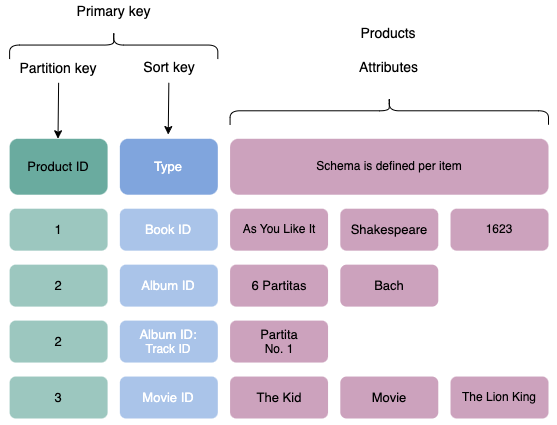 Primary key
Products
Partition key
Sort key
Attributes
Product ID
Type
Schema is defined per item
1
Book ID
As You Like It
Shakespeare
1623
2
Album ID
6 Partitas
Bach
2
Album ID:
Track ID
Partita
No. 1
3
Movie ID
The Kid
Movie
The Lion King